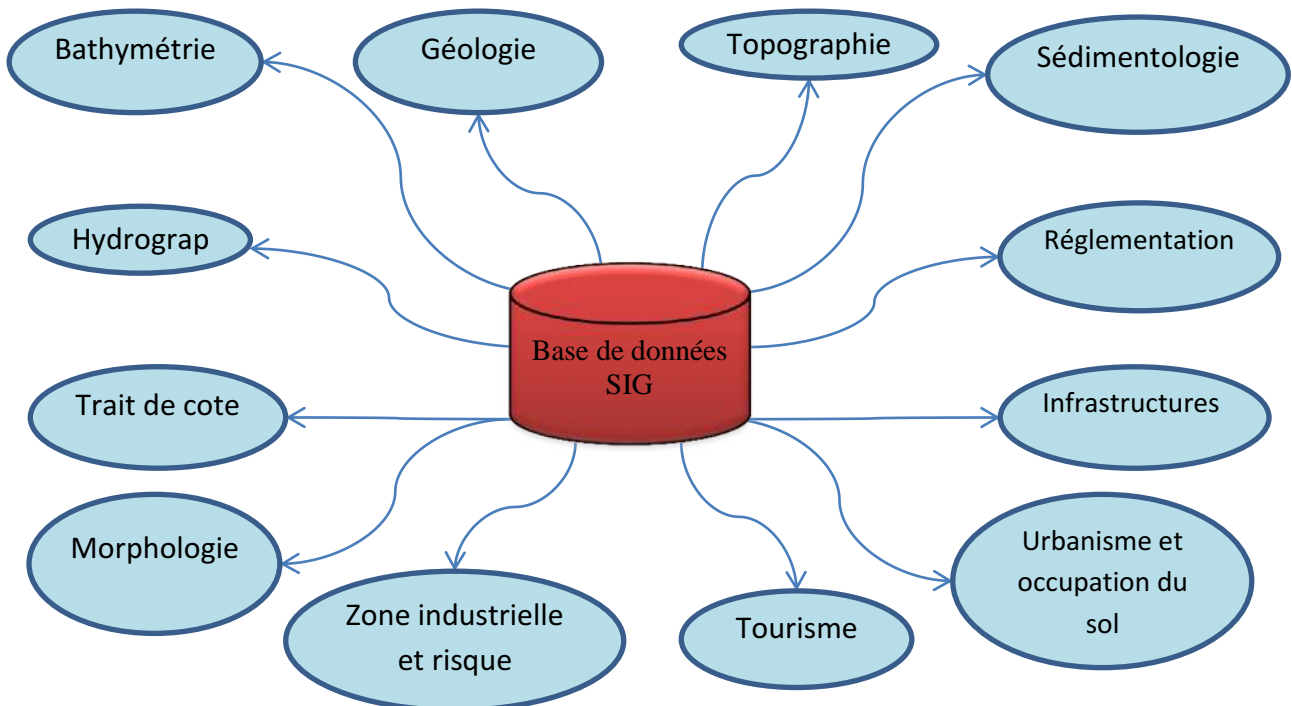 Bathymétrie
Géologie
Topographie
Sédimentologie
Hydrograp
Réglementation
Base de données
SIG
Trait de cote
Infrastructures
Morphologie
Zone industrielle
et risque
Tourisme
Urbanisme et
occupation du
sol